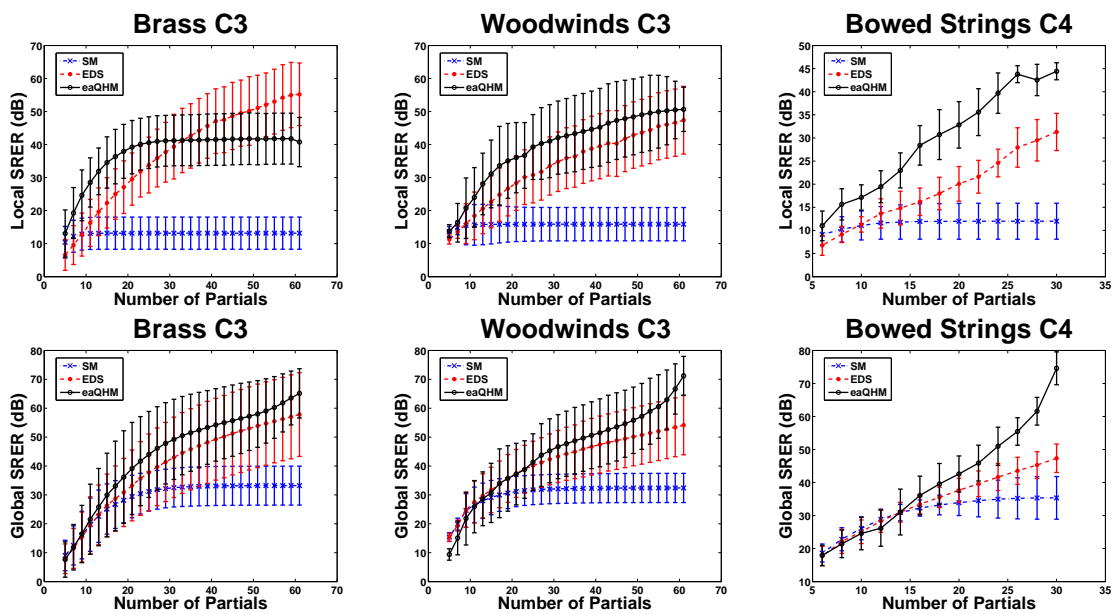 Brass C3
Woodwinds C3
Bowed Strings C4
Local SRER (dB)
70
60
50
40
30
20
10
0
SM
EDS
eaQHM
0 10 20 30 40 50 60 70
Number of Partials
Local SRER (dB)
70
60
50
40
30
20
10
0
SM
EDS
eaQHM
0 10 20 30 40 50 60 70
Number of Partials
Local SRER (dB)
50
45
40
35
30
25
20
15
10
5
0
SM
EDS
eaQHM
5 10 15 20 25 30 35
Number of Partials
Brass C3
Woodwinds C3
Bowed Strings C4
Global SRER (dB)
80
70
60
50
40
30
20
10
0
SM
EDS
eaQHM
0 10 20 30 40 50 60 70
Number of Partials
Global SRER (dB)
80
70
60
50
40
30
20
10
0
SM
EDS
eaQHM
0 10 20 30 40 50 60 70
Number of Partials
Global SRER (dB)
80
70
60
50
40
30
20
10
SM
EDS
eaQHM
5 10 15 20 25 30 35
Number of Partials